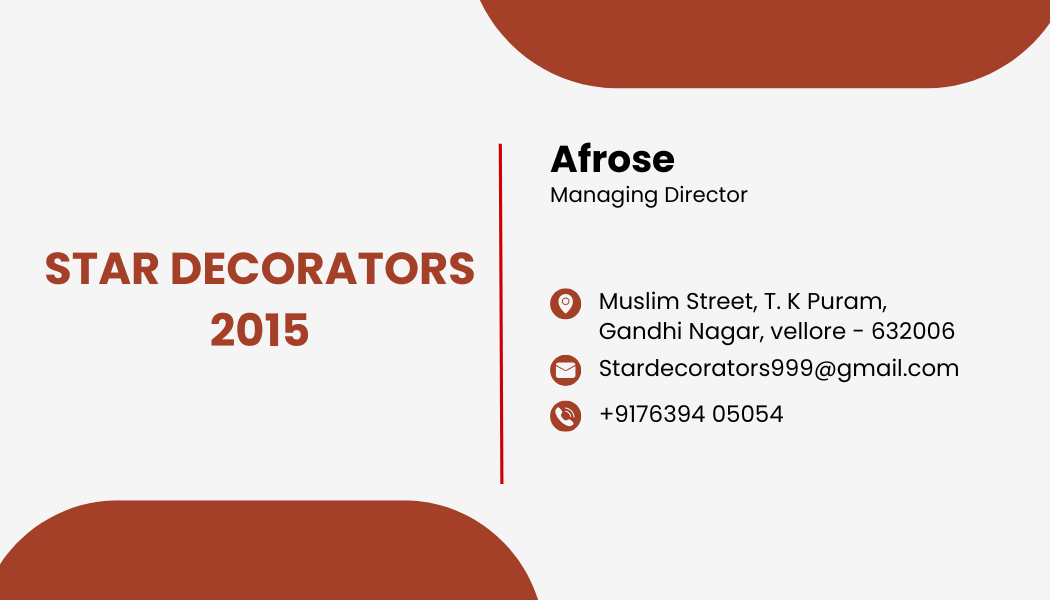 STAR DECORATORS
2015
Afrose
Managing Director
Muslim Street, T. K Puram,
Gandhi Nagar, vellore - 632006
Stardecorators999@gmail.com
+9176394 05054